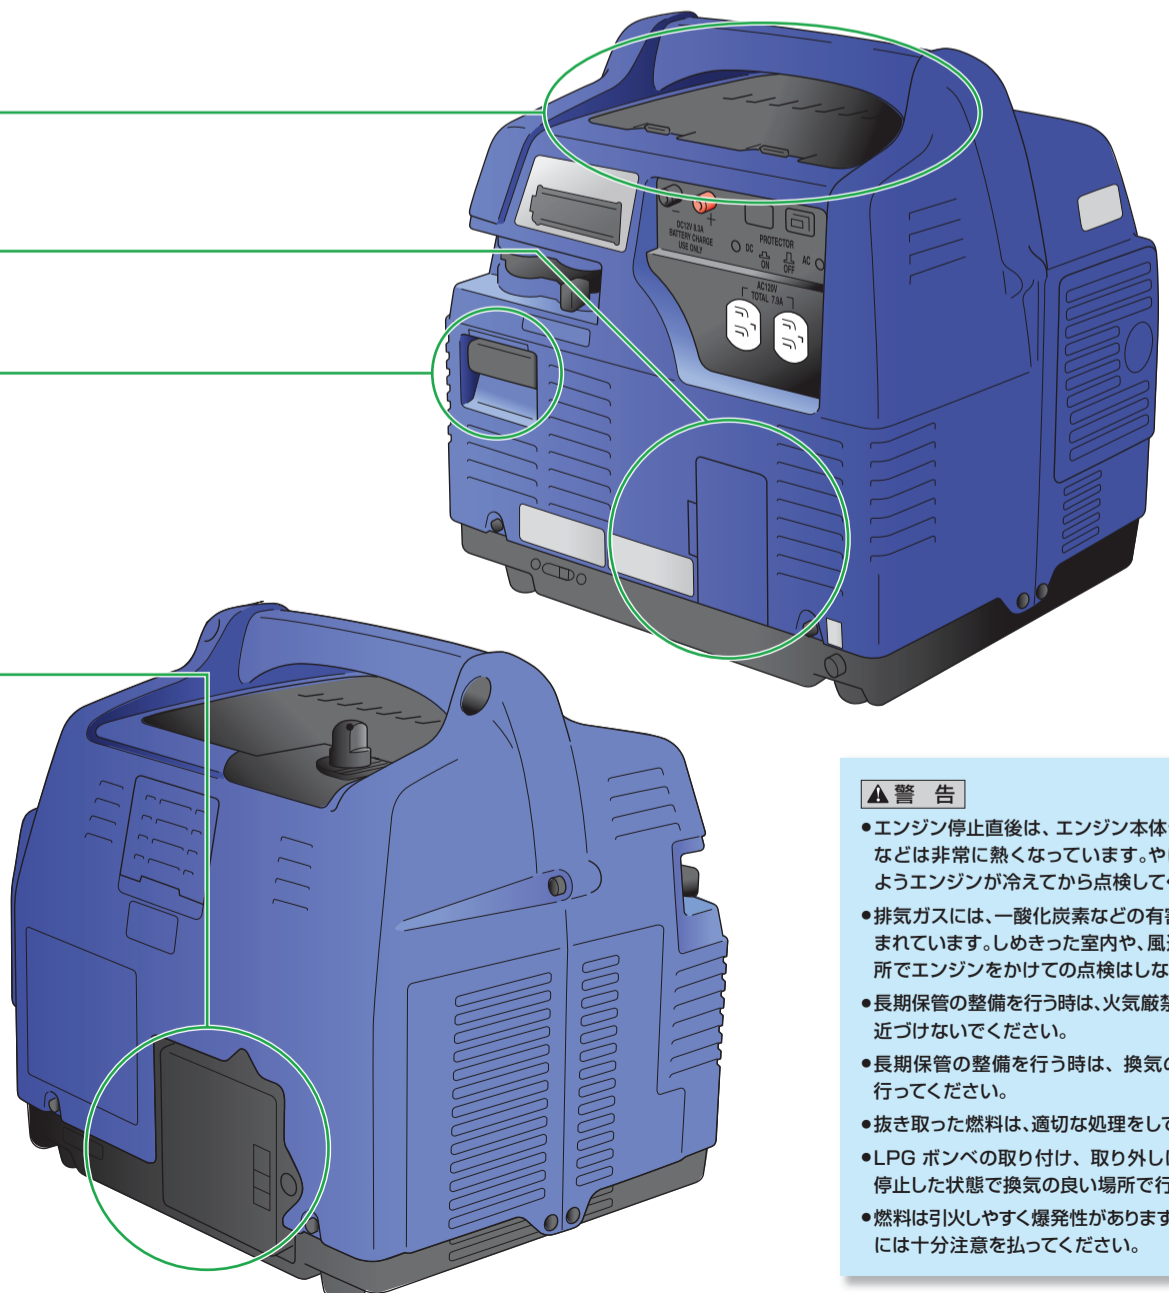 − +
DC12V 8.3A
BATTERY CHARGE
USE ONLY
PROTECTOR
DC ON OFF AC
AC120V
TOTAL 7.8A
警 告
•エンジン停止直後は、エンジン本体
などは非常に熱くなっています。や
ようエンジンが冷えてから点検して
•排気ガスには、一酸化炭素などの有
まれています。しめきった室内や、風
所でエンジンをかけての点検はしな
•長期保管の整備を行う時は、火気厳禁
近づけないでください。
•長期保管の整備を行う時は、換気の
行ってください。
•抜き取った燃料は、適切な処理をして
•LPG ボンベの取り付け、取り外しは
停止した状態で換気の良い場所で行
•燃料は引火しやすく爆発性があります
には十分注意を払ってください。